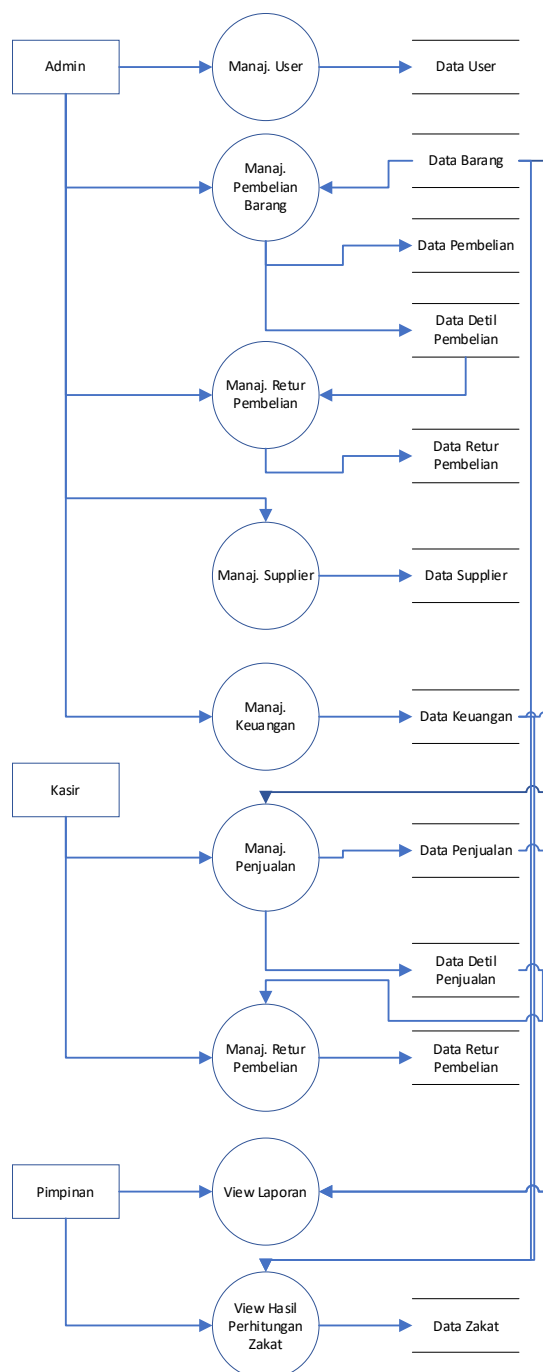 Admin
Manaj. User
Data User
Manaj.
Pembelian
Barang
Data Barang
Data Pembelian
Data Detil
Pembelian
Manaj. Retur
Pembelian
Data Retur
Pembelian
Manaj. Supplier
Data Supplier
Manaj.
Keuangan
Data Keuangan
Kasir
Manaj.
Penjualan
Data Penjualan
Data Detil
Penjualan
Manaj. Retur
Pembelian
Data Retur
Pembelian
Pimpinan
View Laporan
View Hasil
Perhitungan
Zakat
Data Zakat